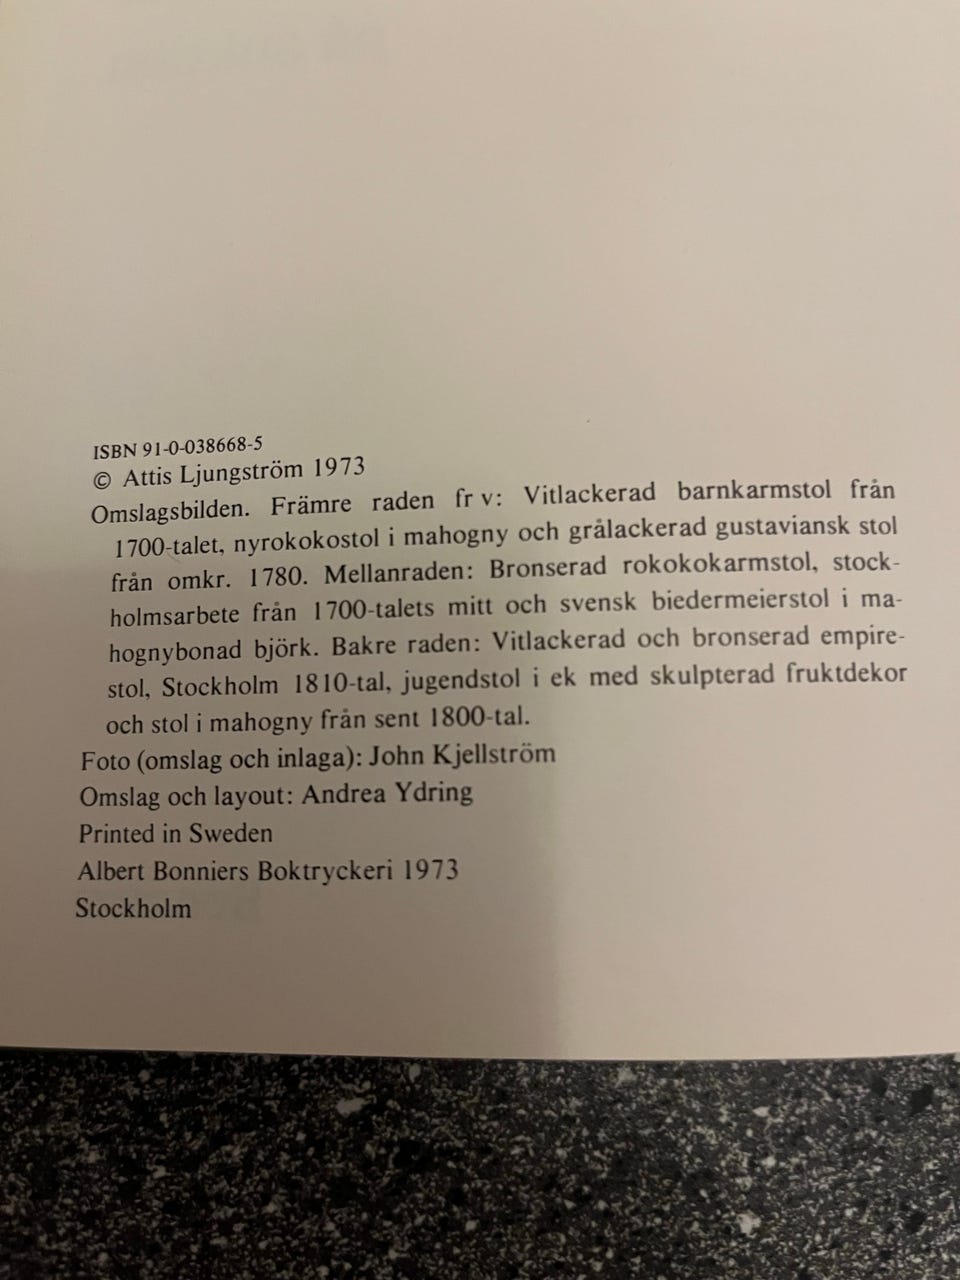 ISBN 91-0-038668-5
© Attis Ljungström 1973
Omslagsbilden. Främre raden fr v: Vitlackerad barnkarmstol från
1700-talet, nyrokokostol i mahogny och grålackerad gustaviansk stol
från omkr. 1780. Mellanraden: Bronserad rokokokarmstol, stock-
holmsarbete från 1700-talets mitt och svensk biedermeierstol i ma-
hognybonad björk. Bakre raden: Vitlackerad och bronserad empire-
stol, Stockholm 1810-tal, jugendstol i ek med skulpterad fruktdekor
och stol i mahogny från sent 1800-tal.
Foto (omslag och inlaga): John Kjellström
Omslag och layout: Andrea Ydring
Printed in Sweden
Albert Bonniers Boktryckeri 1973
Stockholm